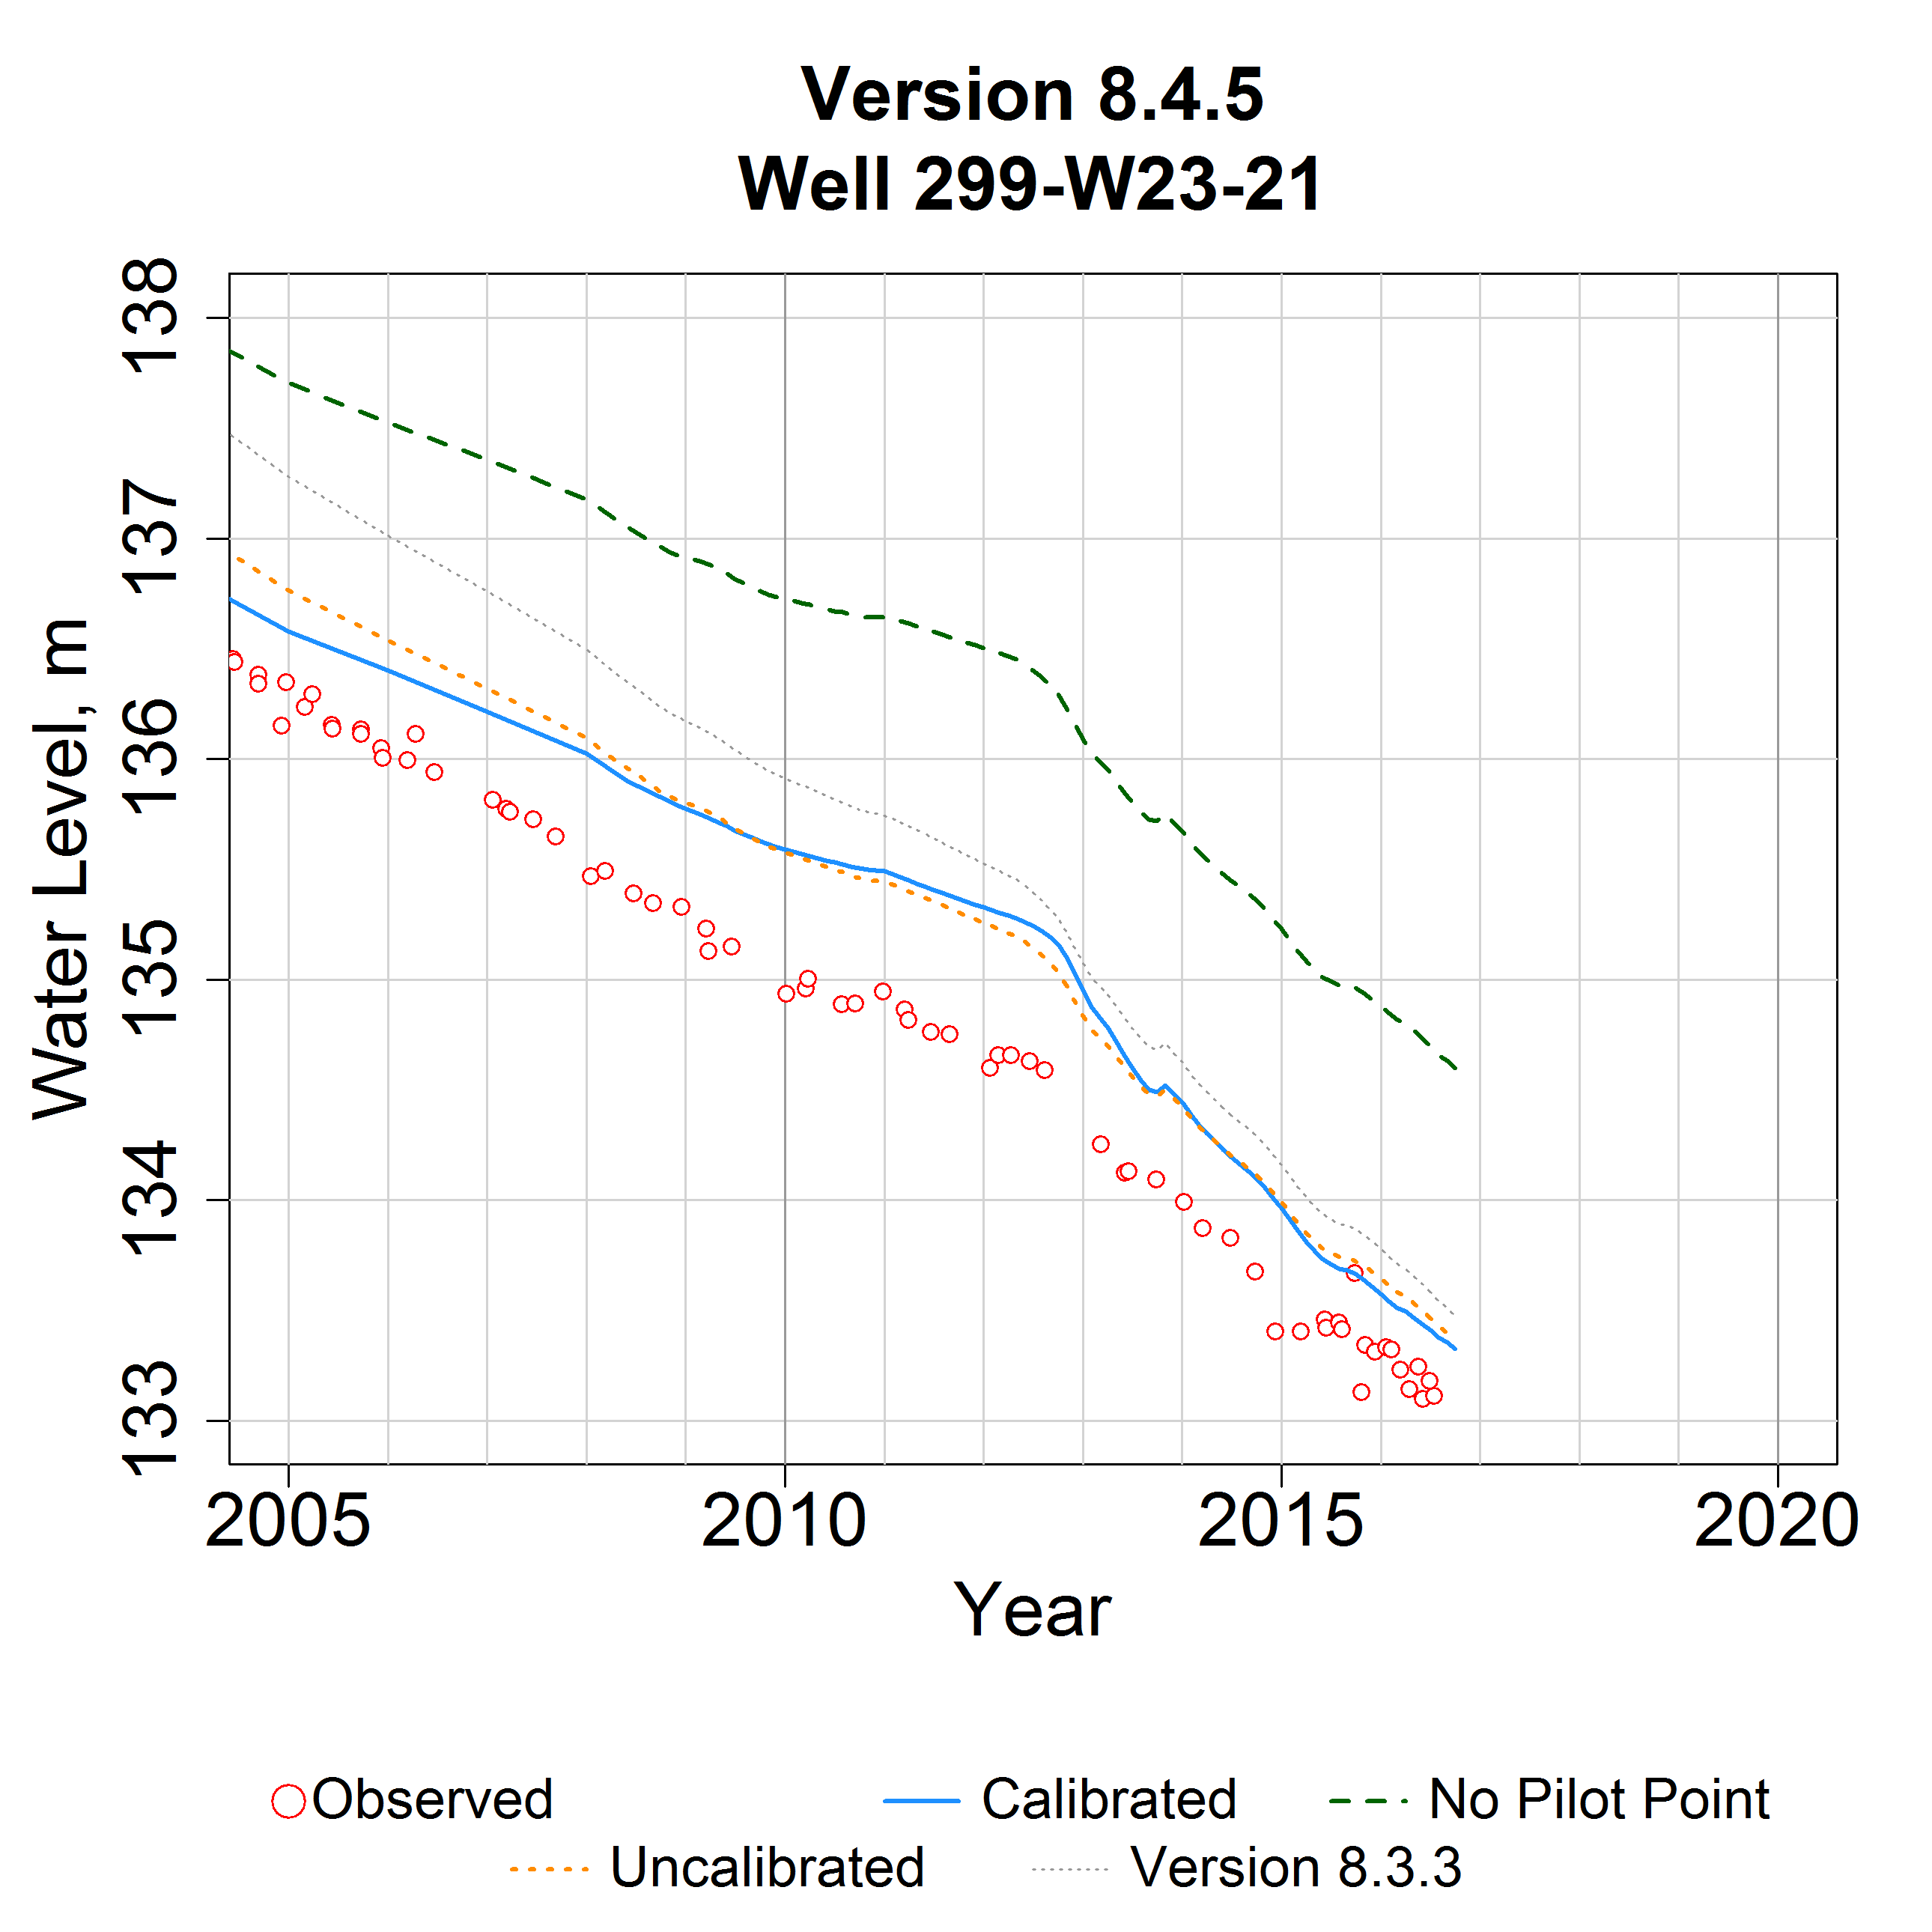 Version 8.4.5
Well 299-W23-21
138
137
136
135
134
133
Water Level, m
2005 2010 2015 2020
Year
Observed Calibrated No Pilot Point
Uncalibrated Version 8.3.3